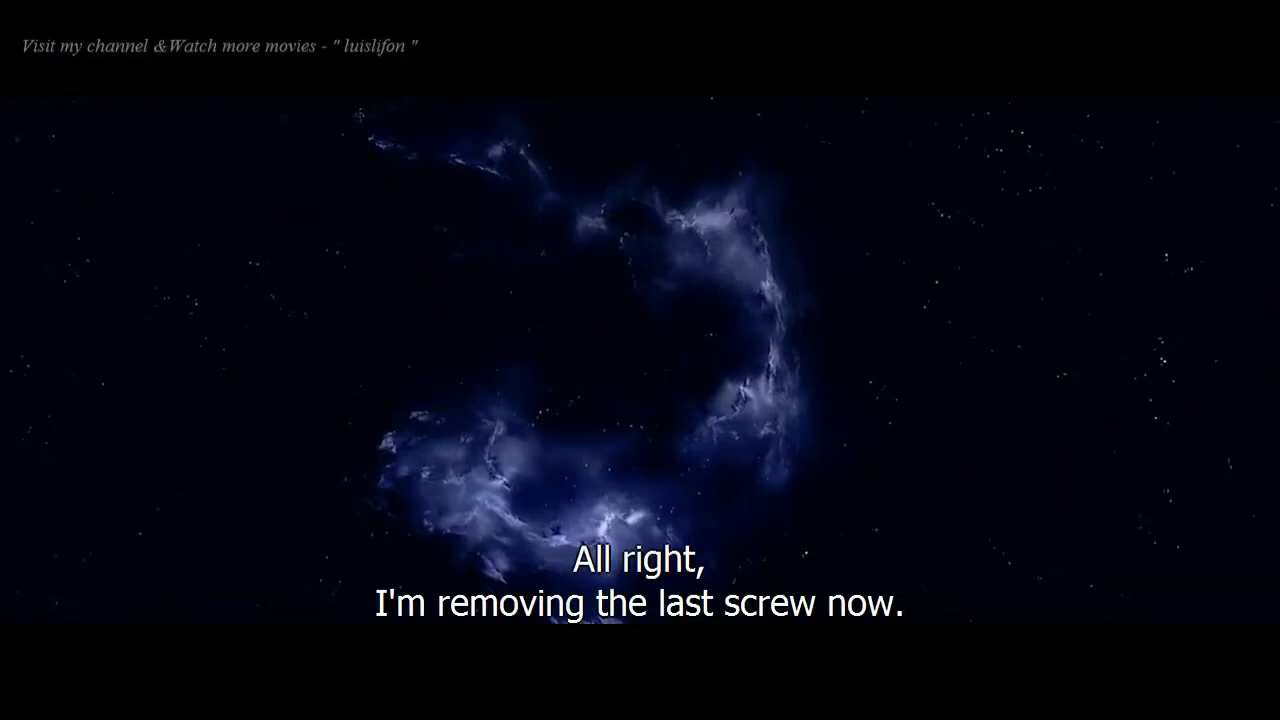 Visit my channel &Watch more movies - " luislifon "
All right,
I'm removing the last screw now.